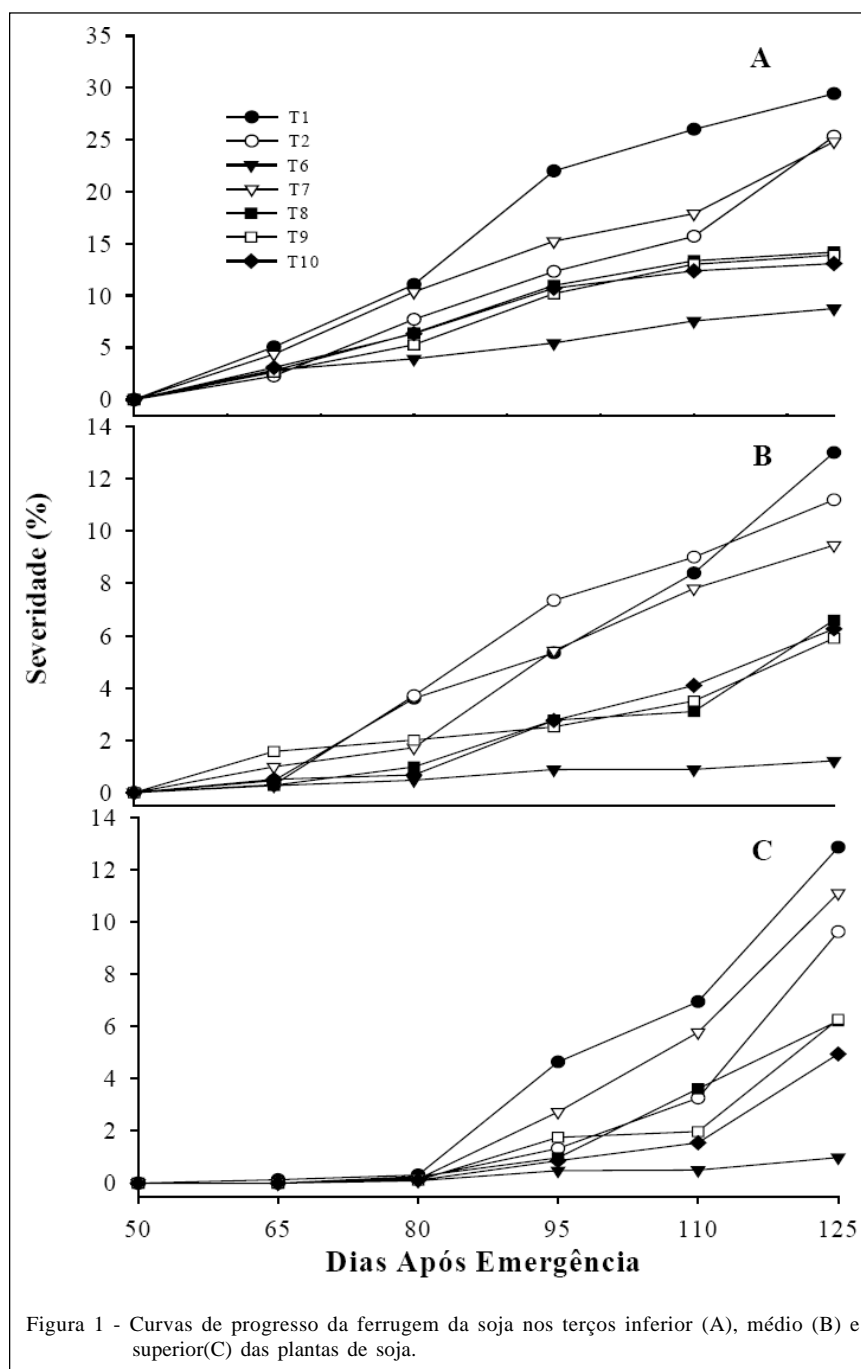 A
35
30
25
20
15
10
5
0
T1
T2
T6
T7
T8
T9
T10
B
14
12
10
8
6
4
2
0
Severidade (%)
C
14
12
10
8
6
4
2
0
50 65 80 95 110 125
Dias Após Emergência
Figura 1 - Curvas de progresso da ferrugem da soja nos terços inferior (A), médio (B) e
superior(C) das plantas de soja.